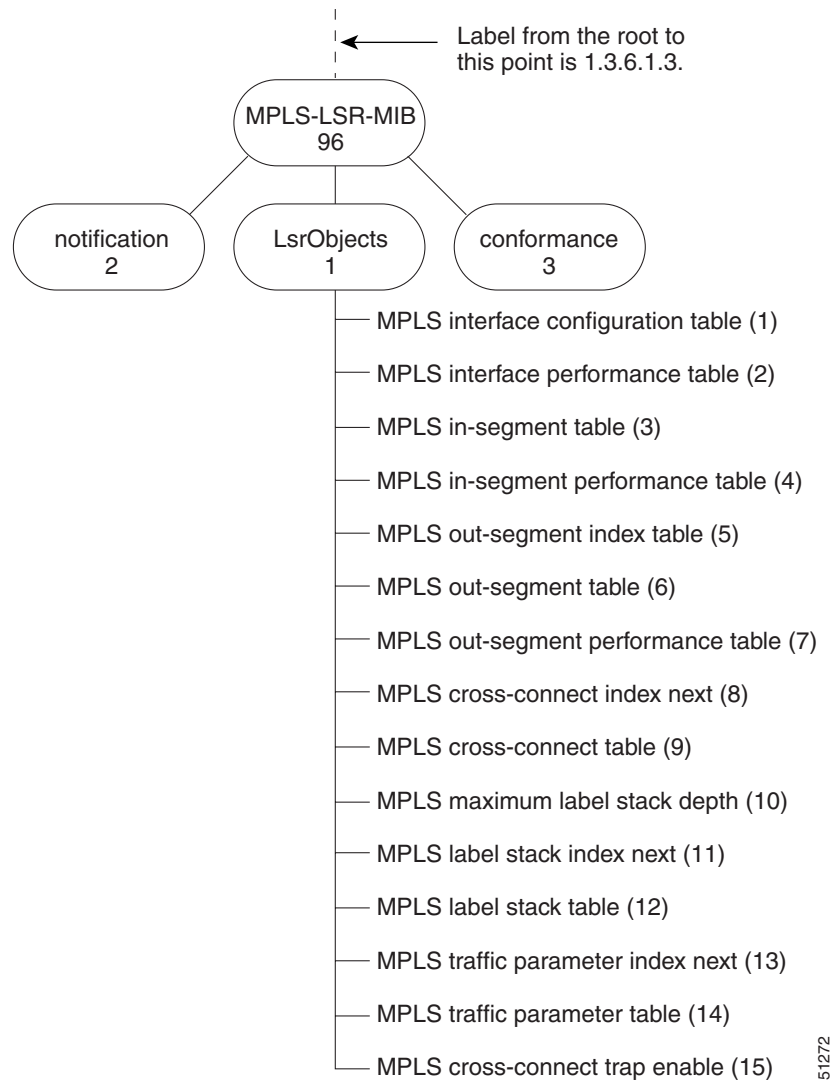 Label from the root to
this point is 1.3.6.1.3.
MPLS-LSR-MIB
96
notification
2
LsrObjects
1
conformance
3
MPLS interface configuration table (1)
MPLS interface performance table (2)
MPLS in-segment table (3)
MPLS in-segment performance table (4)
MPLS out-segment index table (5)
MPLS out-segment table (6)
MPLS out-segment performance table (7)
MPLS cross-connect index next (8)
MPLS cross-connect table (9)
MPLS maximum label stack depth (10)
MPLS label stack index next (11)
MPLS label stack table (12)
MPLS traffic parameter index next (13)
MPLS traffic parameter table (14)
MPLS cross-connect trap enable (15)
51272